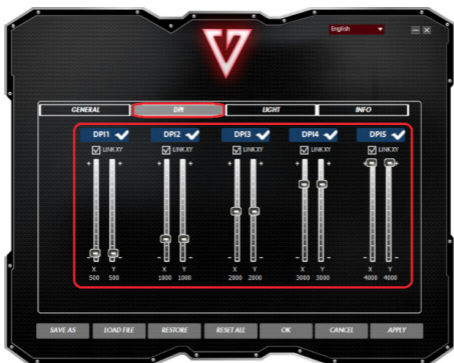 English
GENERAL DPI LIGHT INFO
DPI1 DPI2 DPI3 DPI4 DPI5
LINKXY LINKXY LINKXY LINKXY LINKXY
+ + + + + + + + + +
- - - - - - - - - -
X Y X Y X Y X Y X Y
500 500 1000 1000 2000 2000 3000 3000 4000 4000
SAVE AS LOAD FILE RESTORE RESET ALL OK CANCEL APPLY